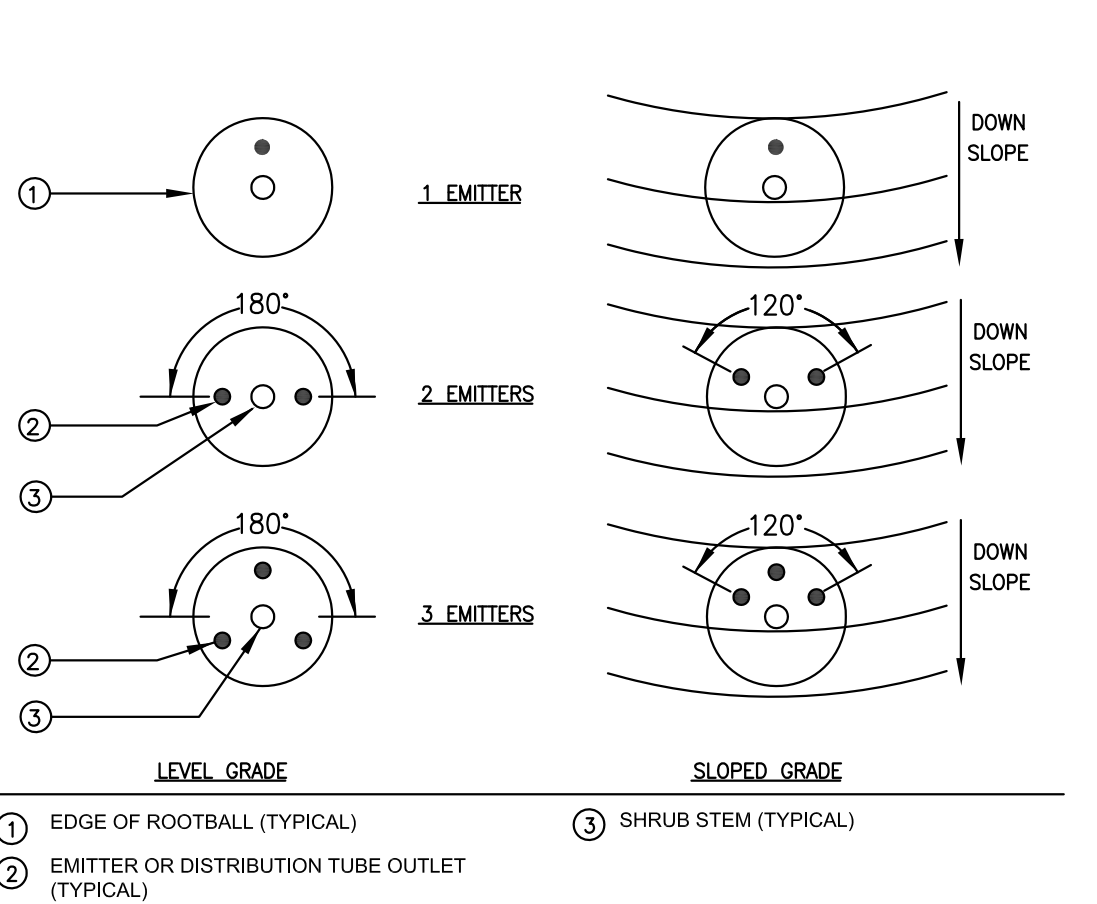 DOWN
SLOPE
1
1 EMITTER
180°
120°
DOWN
SLOPE
2 EMITTERS
2
3
180°
120°
DOWN
SLOPE
3 EMITTERS
2
3
LEVEL GRADE
SLOPED GRADE
1 EDGE OF ROOTBALL (TYPICAL)
2 EMITTER OR DISTRIBUTION TUBE OUTLET
(TYPICAL)
3 SHRUB STEM (TYPICAL)